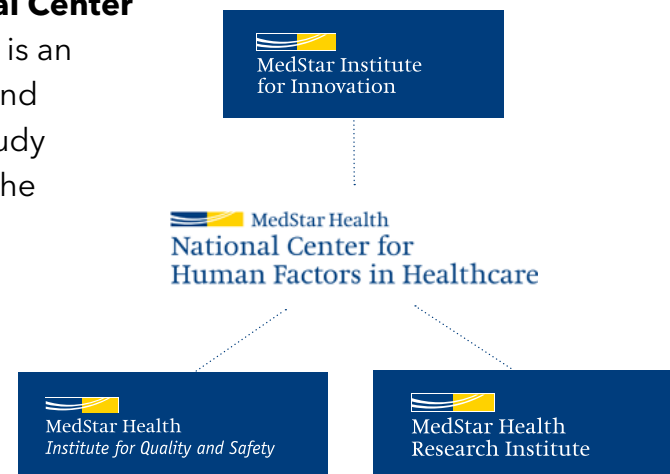 al Center
is an
nd
udy
he
MedStar Institute
for Innovation
MedStar Health
National Center for
Human Factors in Healthcare
MedStar Health
Institute for Quality and Safety
MedStar Health
Research Institute